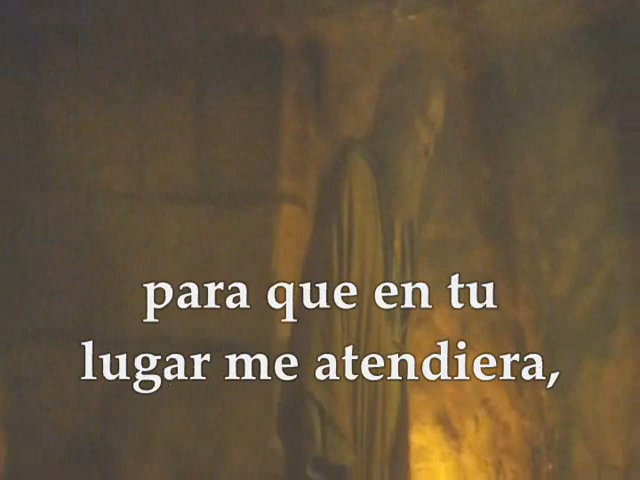 para que en tu
lugar me atendiera,